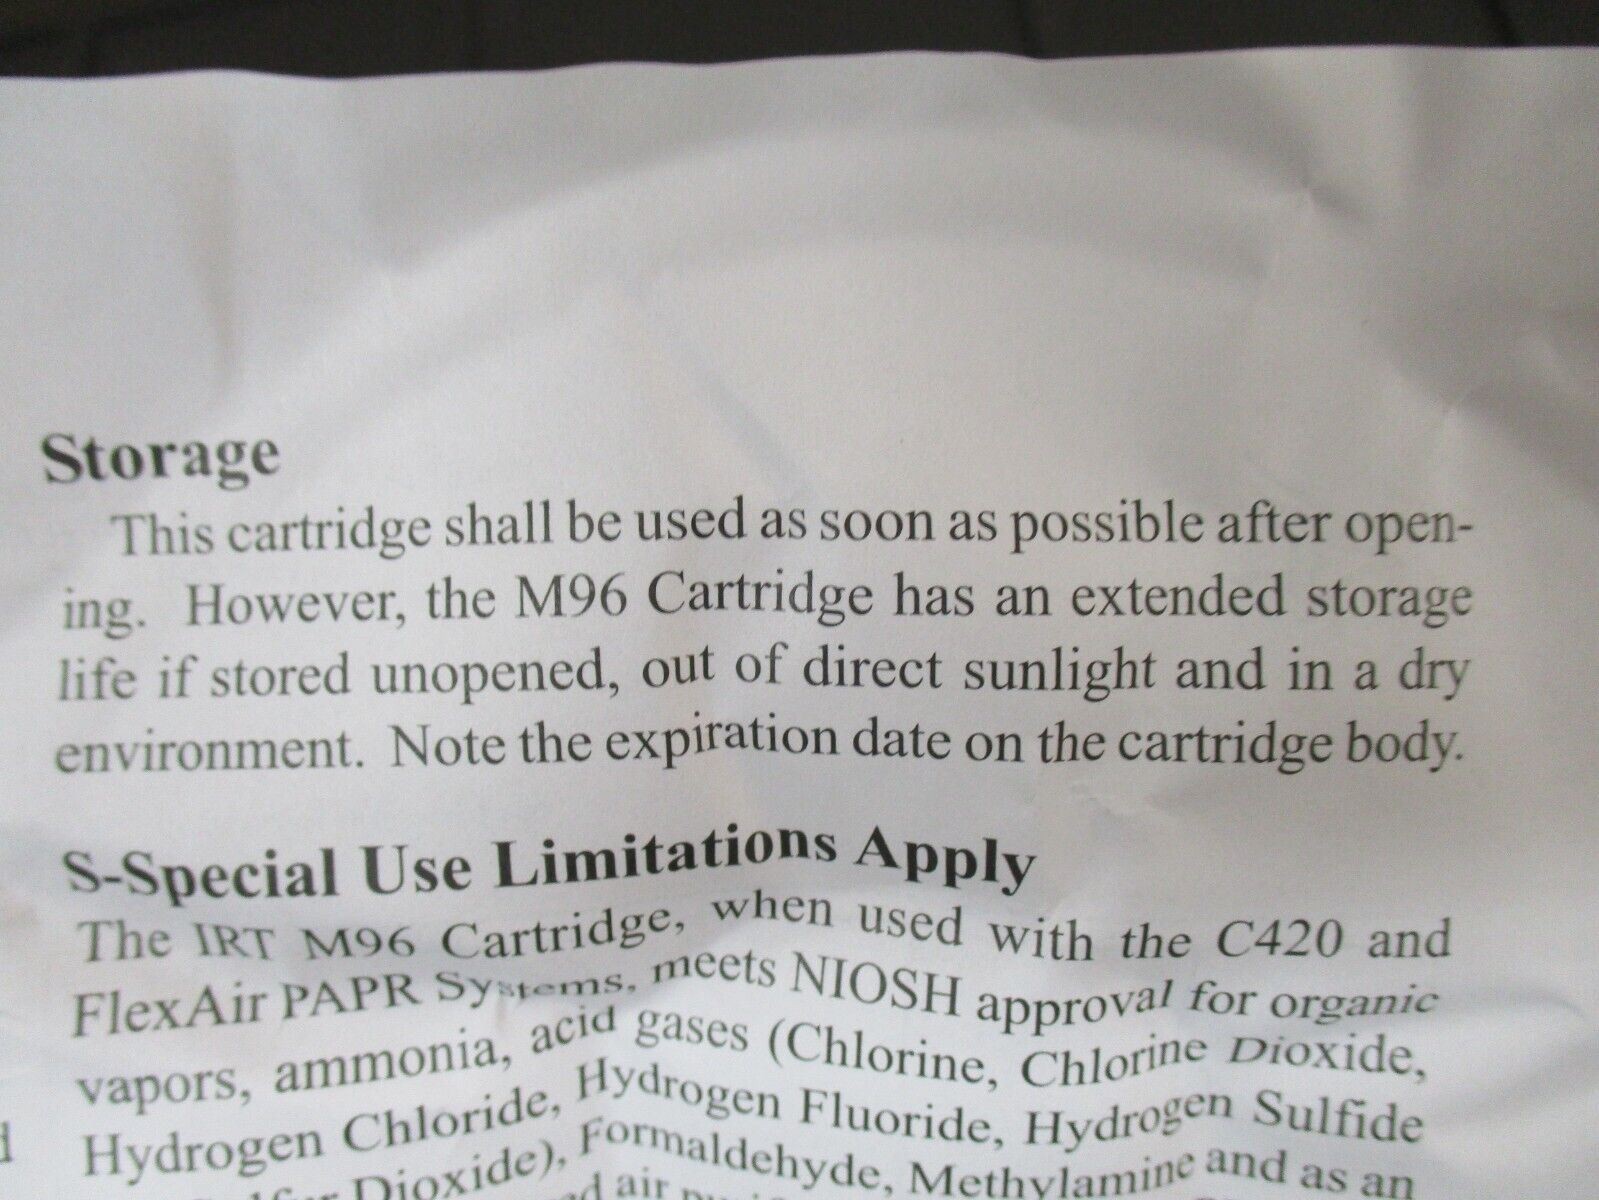 Storage
This cartridge shall be used as soon as possible after open-
ing. However, the M96 Cartridge has an extended storage
life if stored unopened, out of direct sunlight and in a dry
environment. Note the expiration date on the cartridge body.
S-Special Use Limitations Apply
The IRT M96 Cartridge, when used with the C420 and
FlexAir PAPR Systems, meets NIOSH approval for organic
vapors, ammonia, acid gases (Chlorine, Chlorine Dioxide,
Hydrogen Chloride, Hydrogen Fluoride, Hydrogen Sulfide
Dioxide), Formaldehyde, Methylamine and as an
air